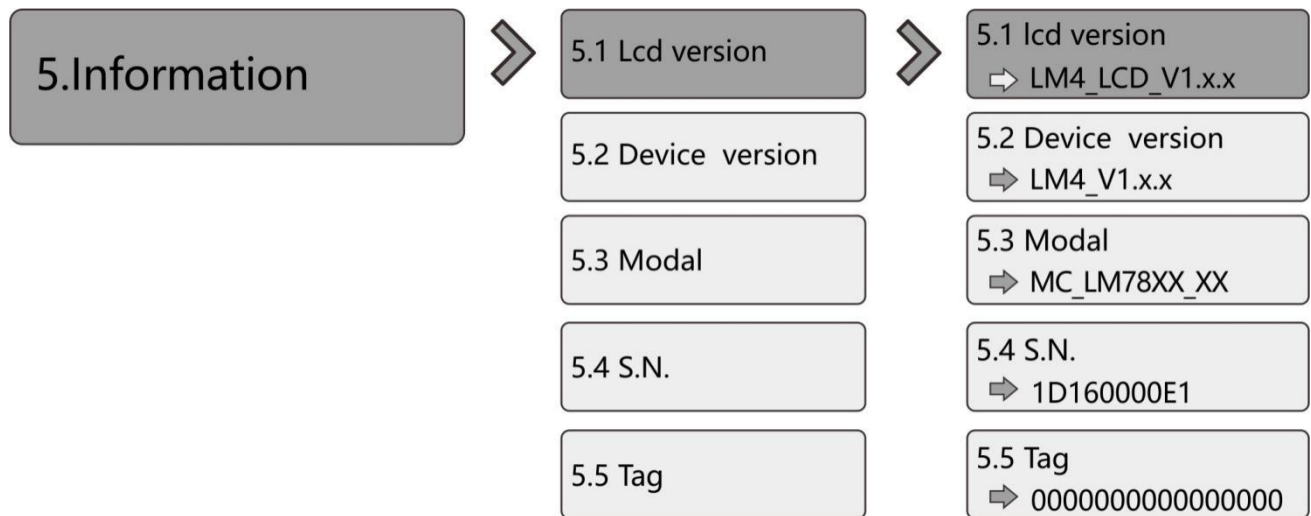 5.Information
5.1 Lcd version
5.2 Device version
5.3 Modal
5.4 S.N.
5.5 Tag
5.1 lcd version
LM4_LCD_V1.x.x
5.2 Device version
LM4_V1.x.x
5.3 Modal
MC_LM78XX_XX
5.4 S.N.
1D160000E1
5.5 Tag
0000000000000000